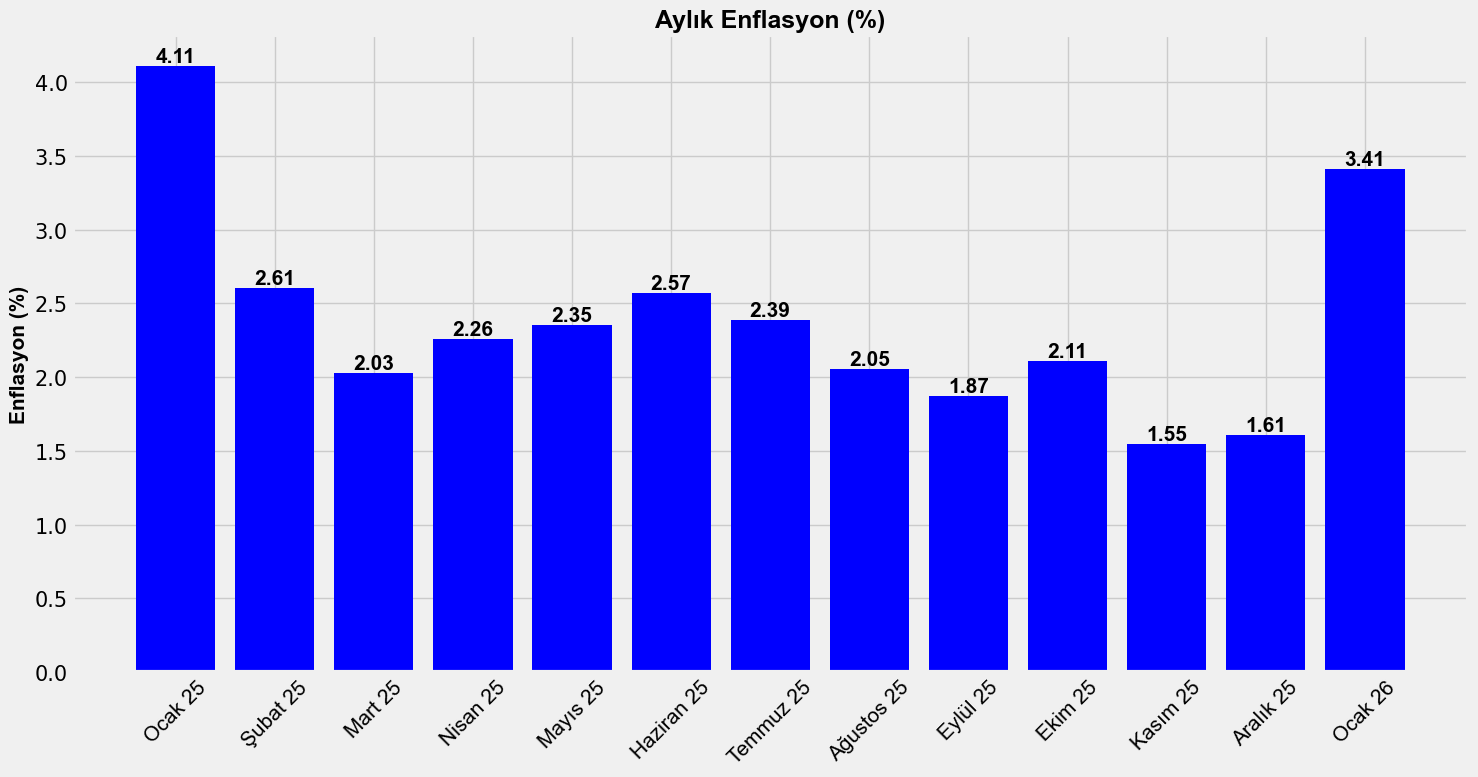 Aylık Enflasyon (%)
Enflasyon (%)
4.0
3.5
3.0
2.5
2.0
1.5
1.0
0.5
0.0
4.11
2.61
2.03
2.26
2.35
2.57
2.39
2.05
1.87
2.11
1.55
1.61
3.41
Ocak 25
Şubat 25
Mart 25
Nisan 25
Mayıs 25
Haziran 25
Temmuz 25
Ağustos 25
Eylül 25
Ekim 25
Kasım 25
Aralık 25
Ocak 26